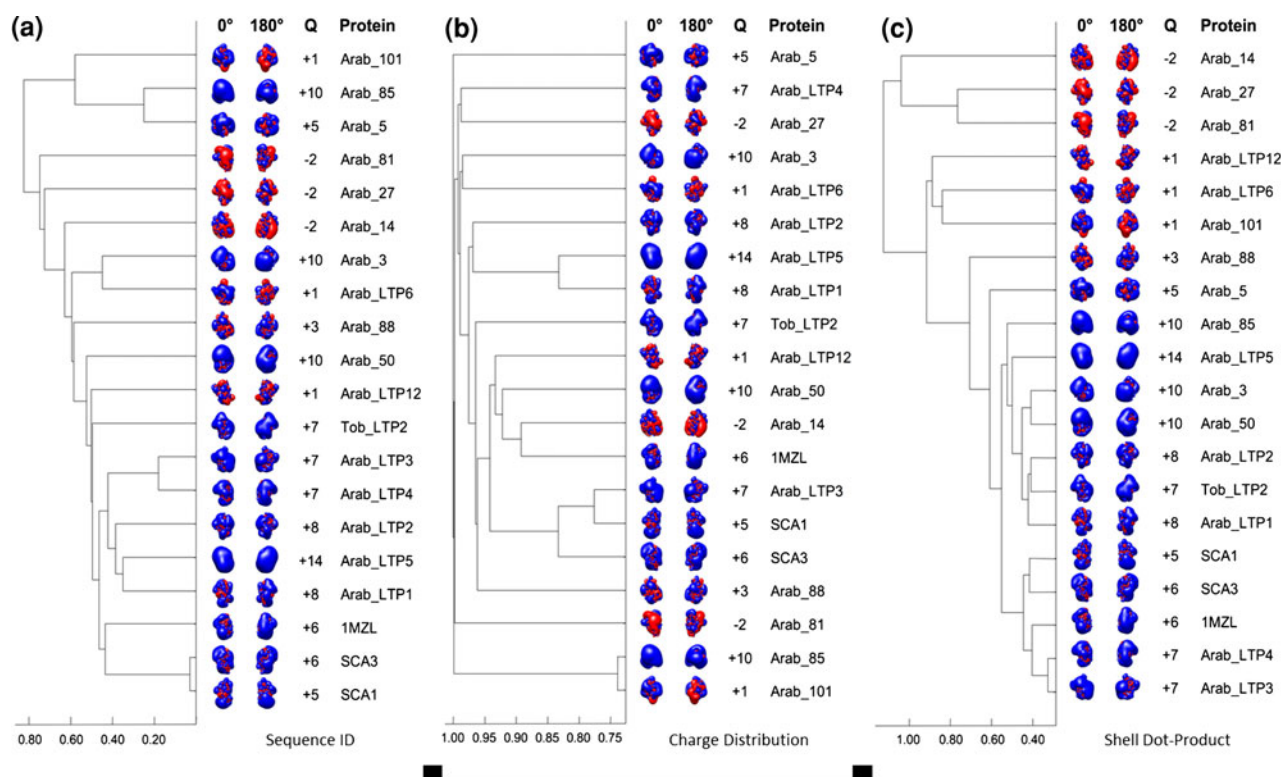 (a)
0° 180° Q Protein
+1 Arab_101
+10 Arab_85
+5 Arab_5
-2 Arab_81
-2 Arab_27
-2 Arab_14
+10 Arab_3
+1 Arab_LTP6
+3 Arab_88
+10 Arab_50
+1 Arab_LTP12
+7 Tob_LTP2
+7 Arab_LTP3
+7 Arab_LTP4
+8 Arab_LTP2
+14 Arab_LTP5
+8 Arab_LTP1
+6 1MZL
+6 SCA3
+5 SCA1
0.80 0.60 0.40 0.20
Sequence ID
(b)
0° 180° Q Protein
+5 Arab_5
+7 Arab_LTP4
-2 Arab_27
+10 Arab_3
+1 Arab_LTP6
+8 Arab_LTP2
+14 Arab_LTP5
+8 Arab_LTP1
+7 Tob_LTP2
+1 Arab_LTP12
+10 Arab_50
-2 Arab_14
+6 1MZL
+7 Arab_LTP3
+5 SCA1
+6 SCA3
+3 Arab_88
-2 Arab_81
+10 Arab_85
+1 Arab_101
1.00 0.95 0.90 0.85 0.80 0.75
Charge Distribution
(c)
0° 180° Q Protein
-2 Arab_14
-2 Arab_27
-2 Arab_81
+1 Arab_LTP12
+1 Arab_LTP6
+1 Arab_101
+3 Arab_88
+5 Arab_5
+10 Arab_85
+14 Arab_LTP5
+10 Arab_3
+10 Arab_50
+8 Arab_LTP2
+7 Tob_LTP2
+8 Arab_LTP1
+5 SCA1
+6 SCA3
+6 1MZL
+7 Arab_LTP4
+7 Arab_LTP3
1.00 0.80 0.60 0.40
Shell Dot-Product